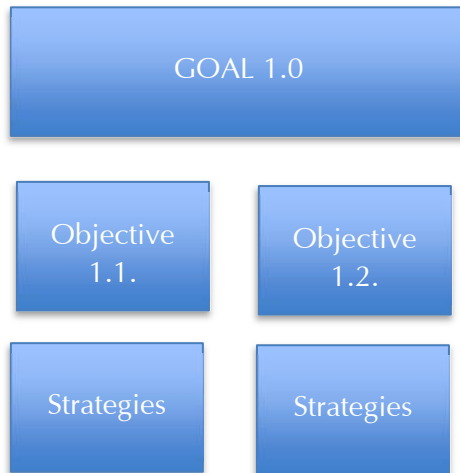 GOAL 1.0
Objective
1.1.
Objective
1.2.
Strategies
Strategies